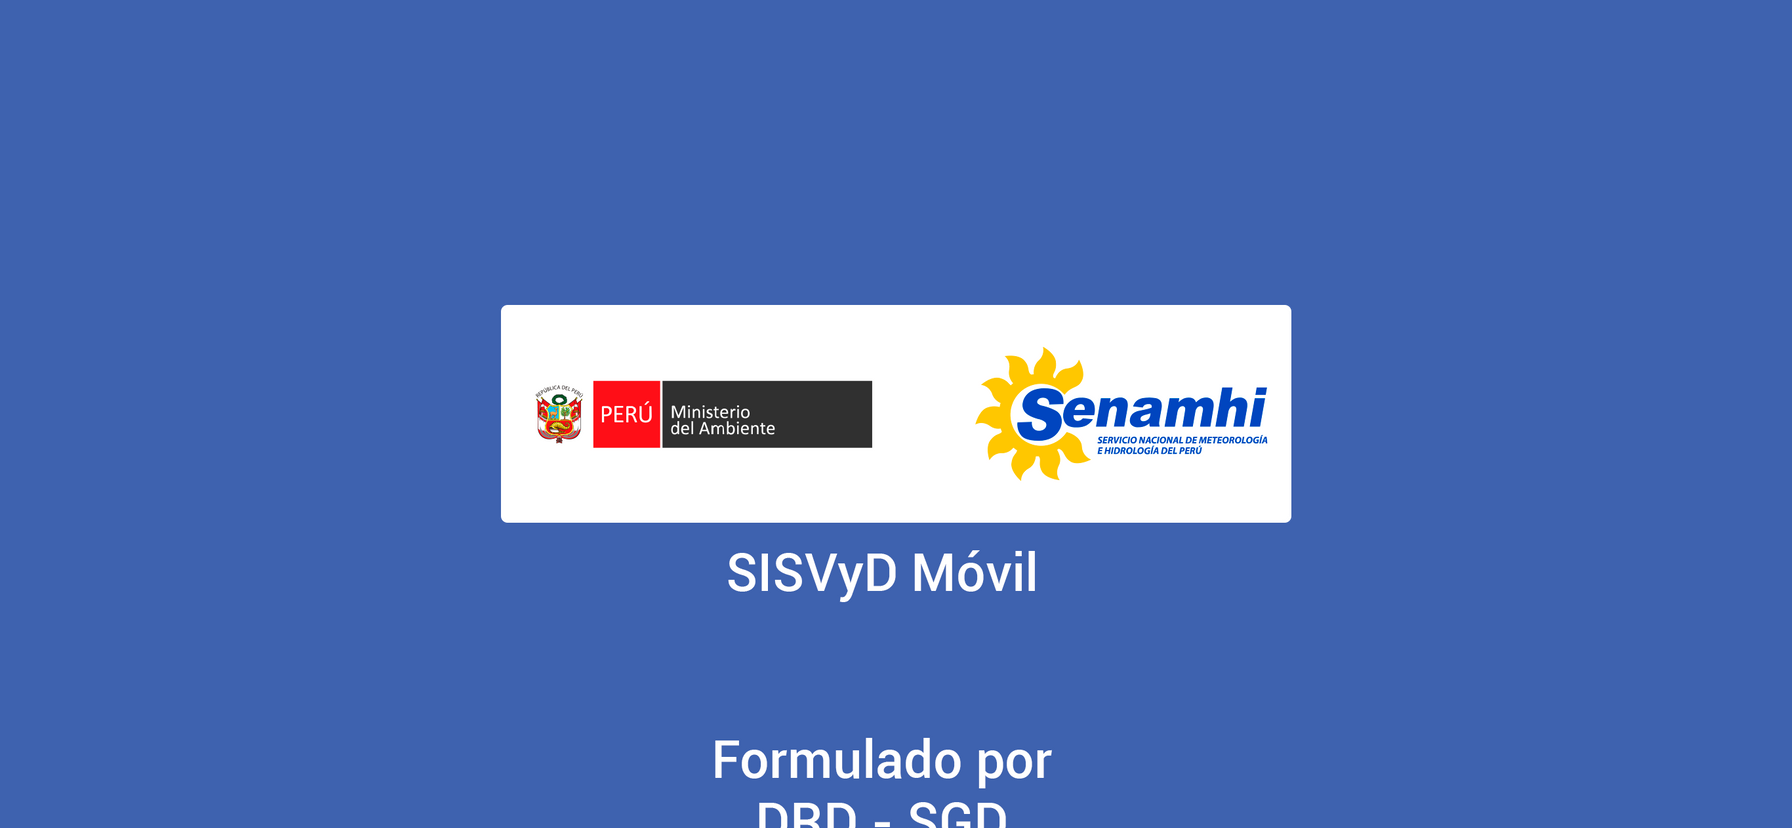 REPÚBLICA DEL PERÚ
PERÚ
Ministerio
del Ambiente
Senamhi
SERVICIO NACIONAL DE METEOROLOGÍA
E HIDROLOGÍA DEL PERÚ
SISVyD Móvil
Formulado por
DRD - SGD